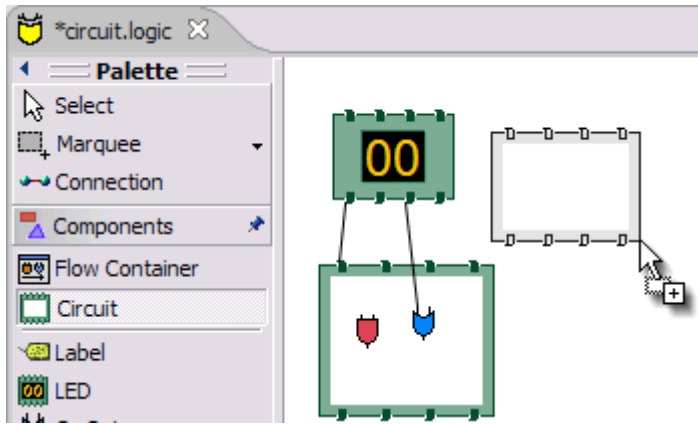 *circuit.logic
Palette
Select
Marquee
Connection
Components
Flow Container
Circuit
Label
LED
00